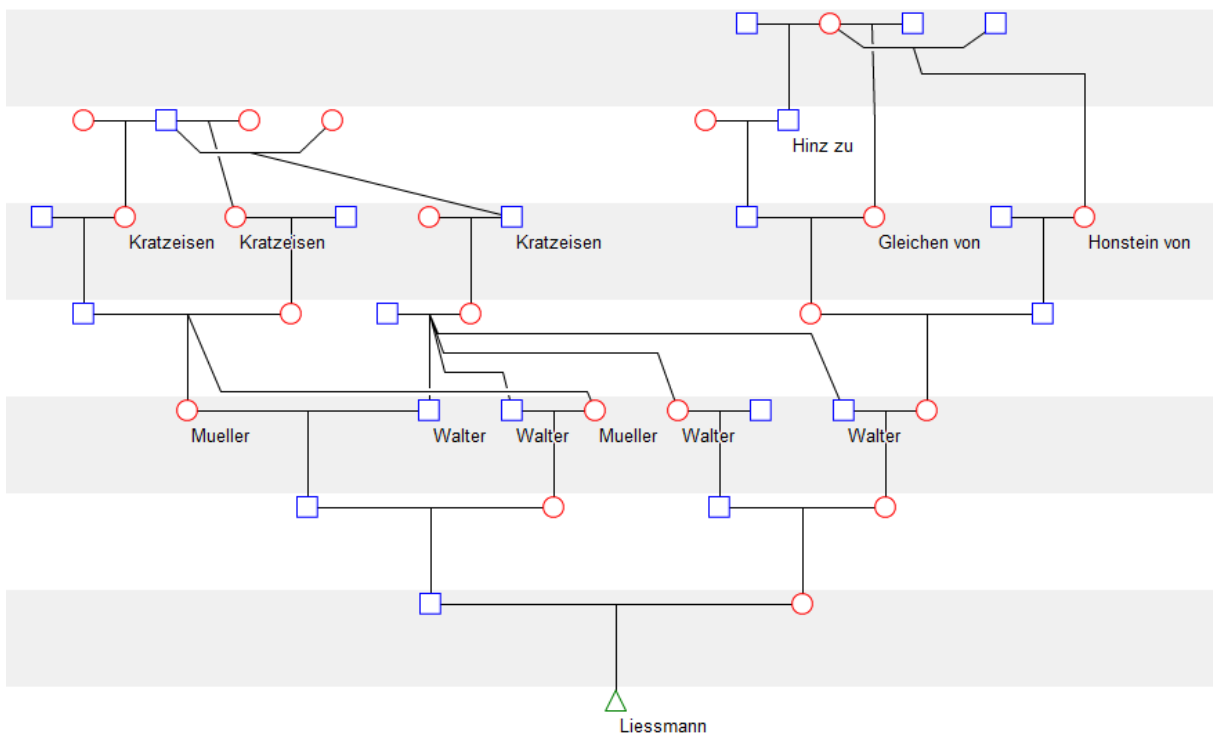 Hinz zu
Kratzeisen
Kratzeisen
Kratzeisen
Gleichen von
Honstein von
Mueller
Walter
Walter
Mueller
Walter
Walter
Liessmann